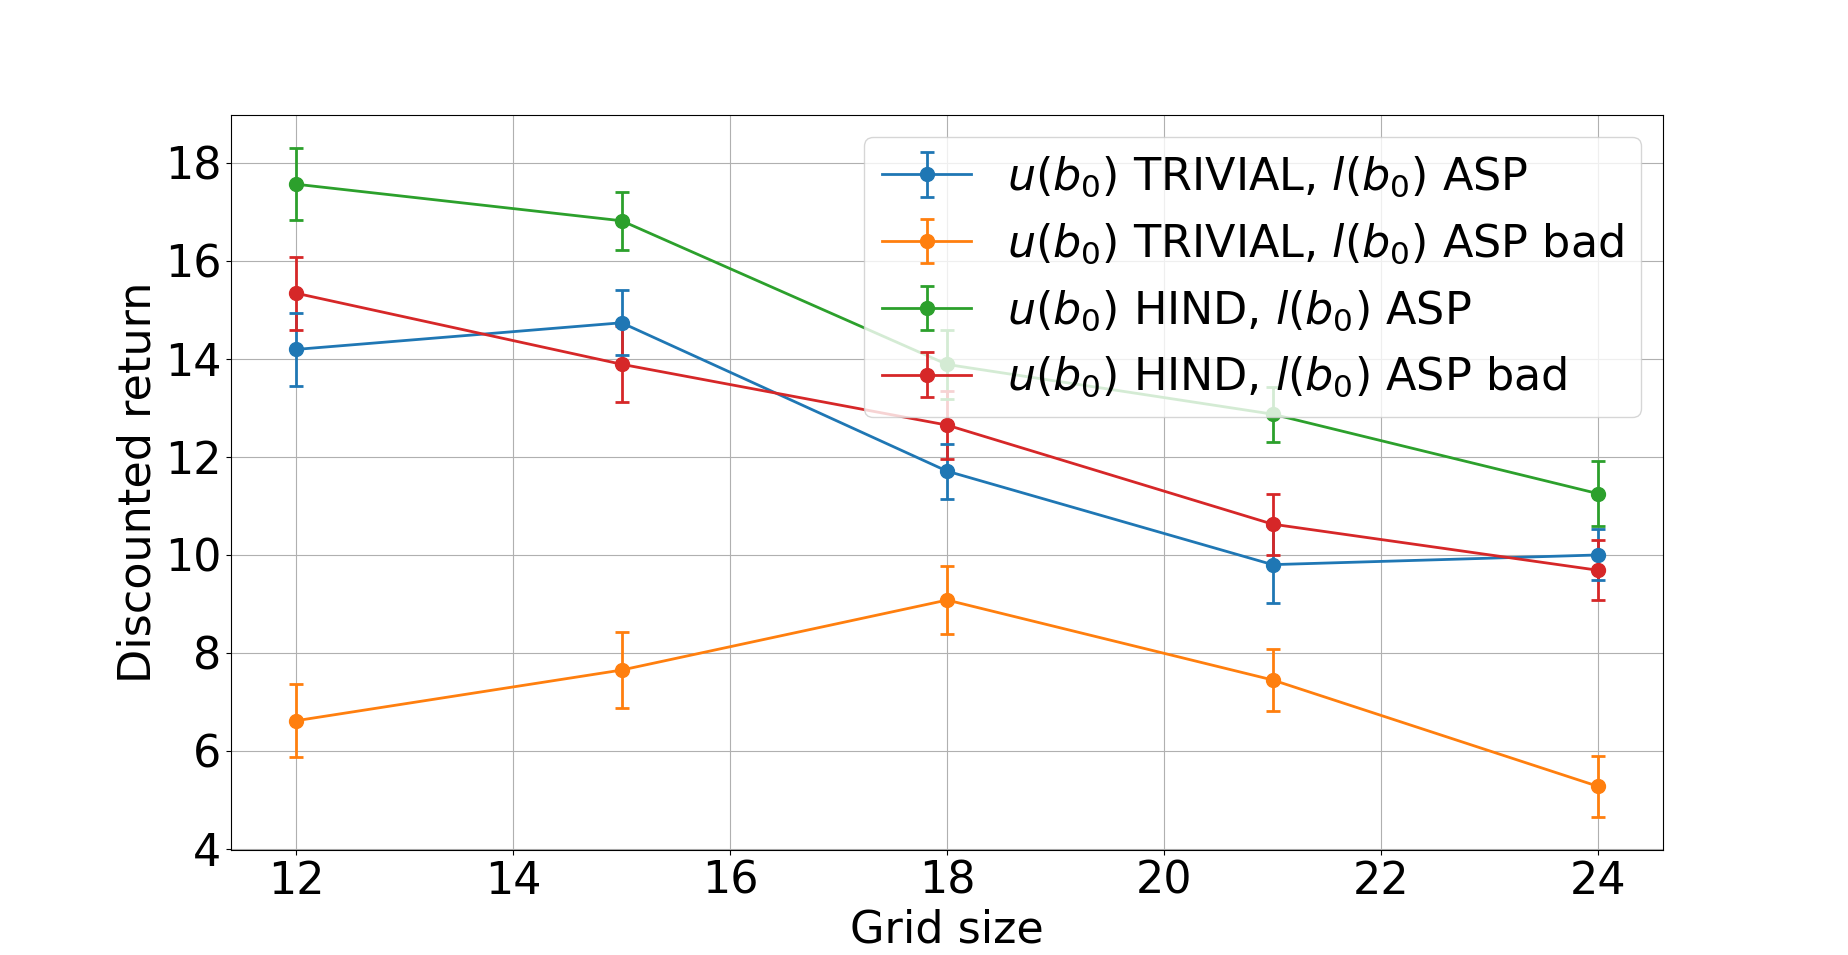 u(b₀) TRIVIAL, l(b₀) ASP
u(b₀) TRIVIAL, l(b₀) ASP bad
u(b₀) HIND, l(b₀) ASP
u(b₀) HIND, l(b₀) ASP bad
Discounted return
18
16
14
12
10
8
6
4
12 14 16 18 20 22 24
Grid size